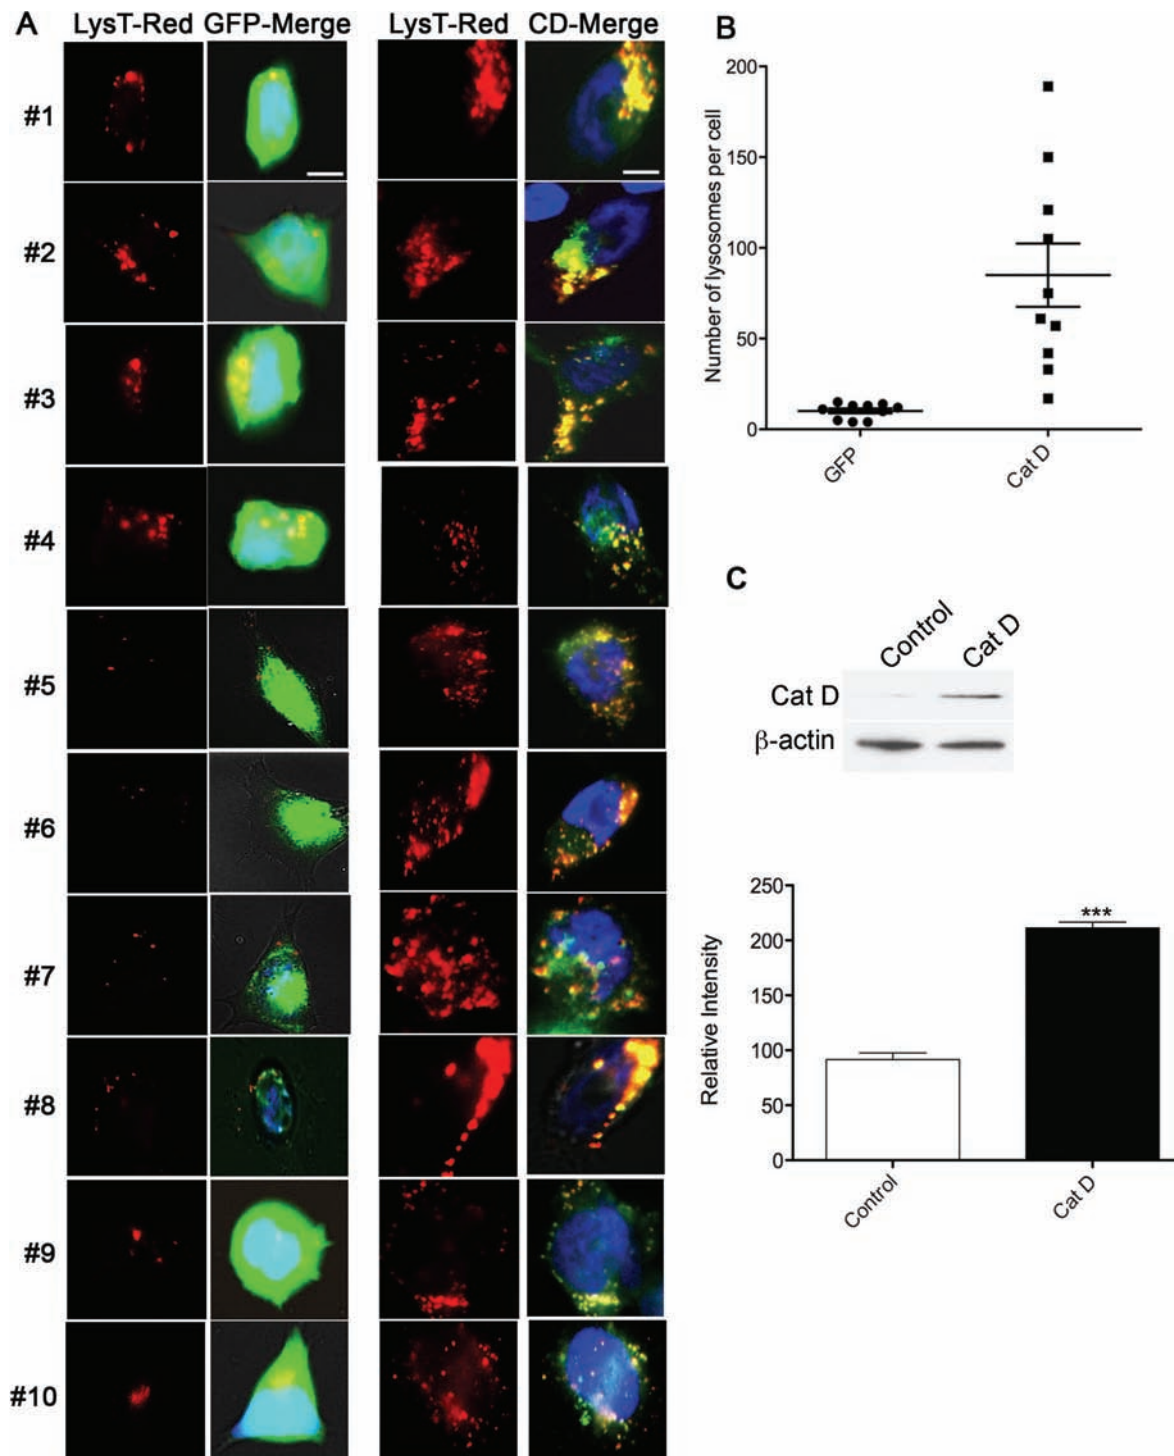 A
LysT-Red GFP-Merge LysT-Red CD-Merge
#1
#2
#3
#4
#5
#6
#7
#8
#9
#10
B
Number of lysosomes per cell
200
150
100
50
0
GFP Cat D
C
Control Cat D
Cat D
β-actin
Relative Intensity
250
200
150
100
50
0
***
Control Cat D